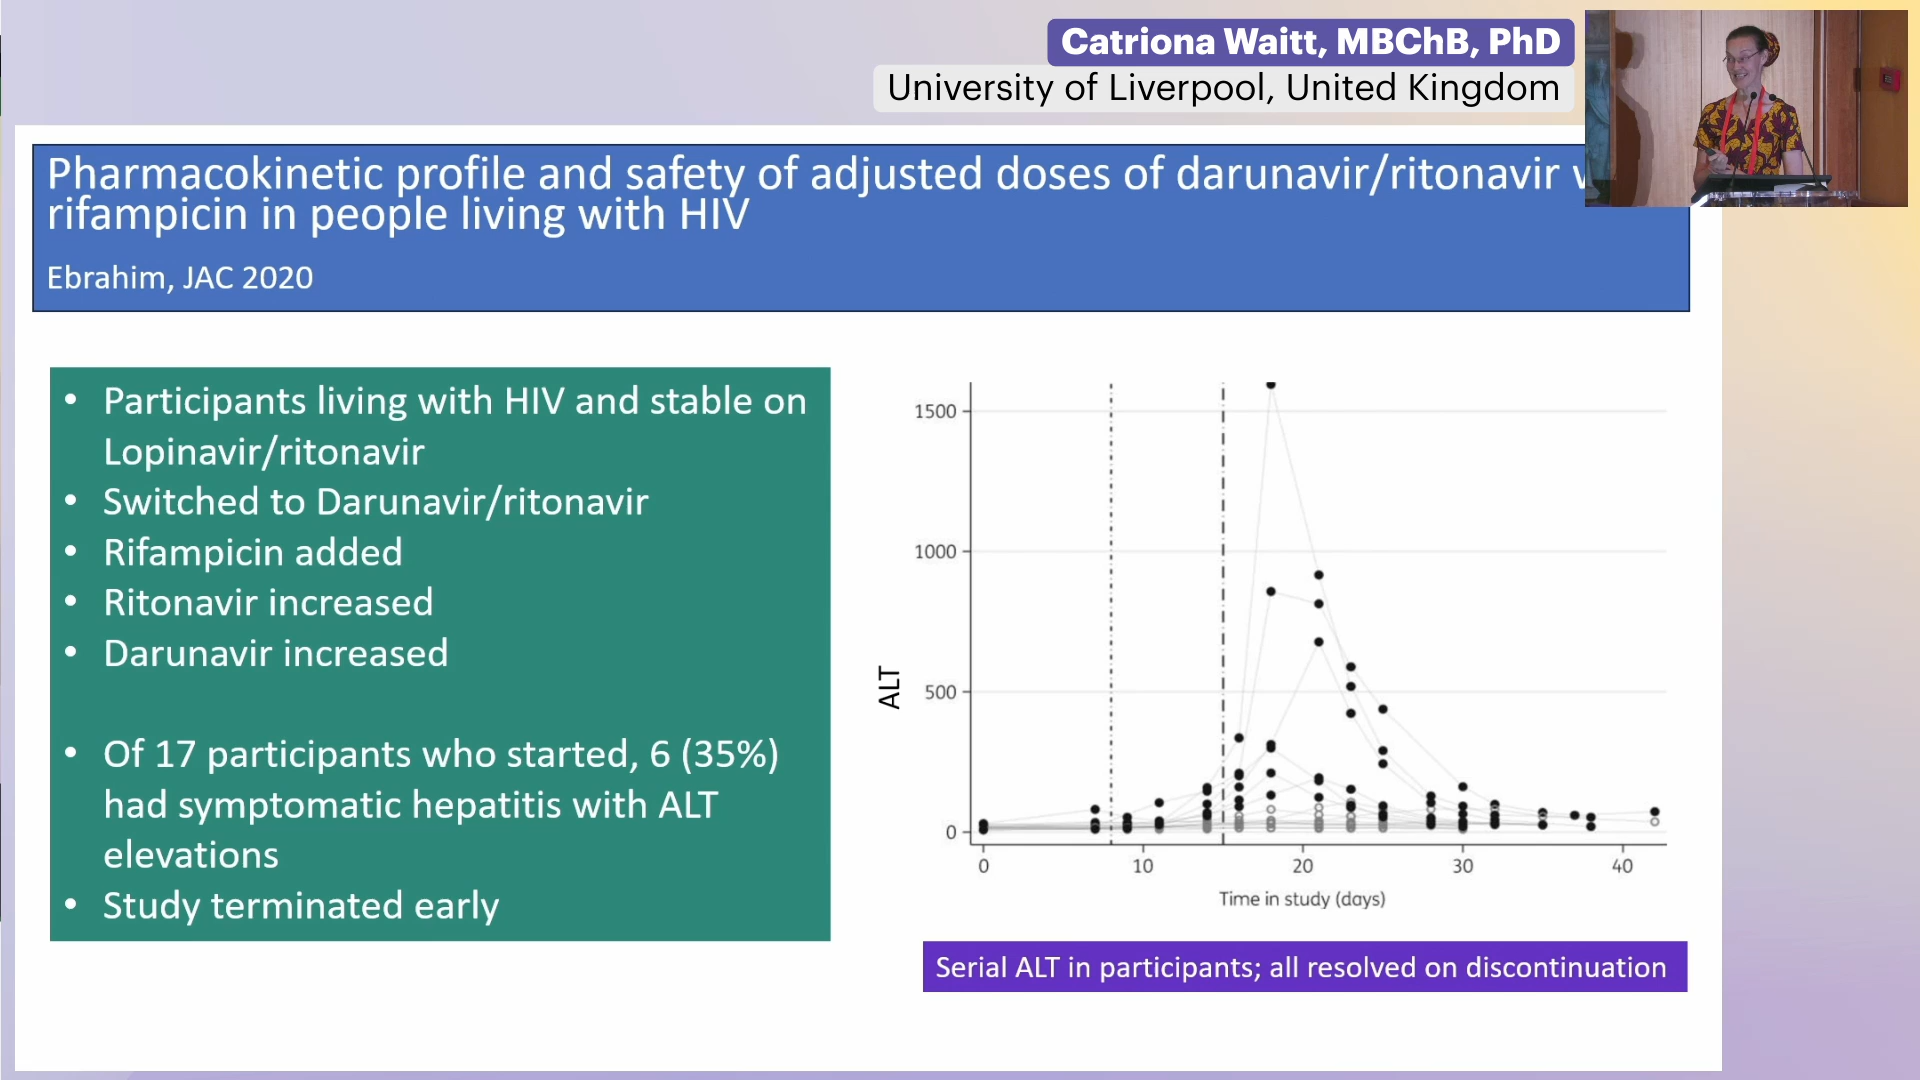 Catriona Waitt, MBChB, PhD
University of Liverpool, United Kingdom
Pharmacokinetic profile and safety of adjusted doses of darunavir/ritonavir
rifampicin in people living with HIV
Ebrahim, JAC 2020
• Participants living with HIV and stable on
Lopinavir/ritonavir
• Switched to Darunavir/ritonavir
• Rifampicin added
• Ritonavir increased
• Darunavir increased
• Of 17 participants who started, 6 (35%)
had symptomatic hepatitis with ALT
elevations
• Study terminated early
ALT
1500
1000
500
0
0 10 20 30 40
Time in study (days)
Serial ALT in participants; all resolved on discontinuation